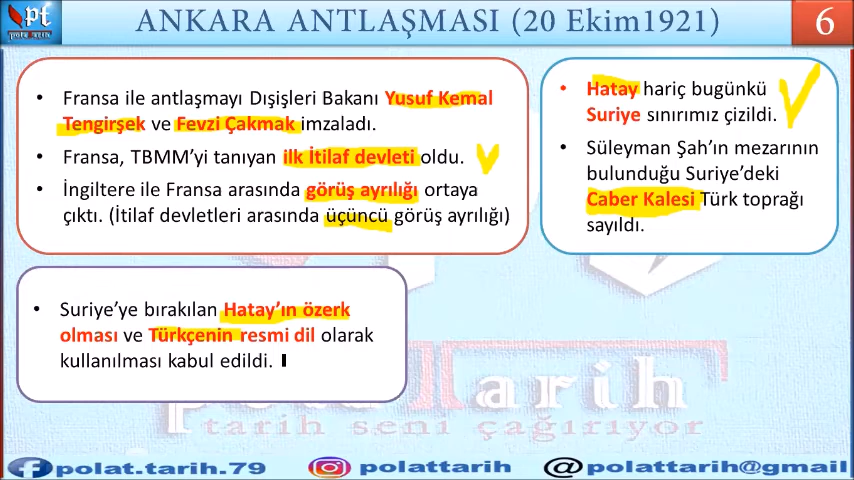 pt
polattarih
ANKARA ANTLAŞMASI (20 Ekim1921)
6
• Fransa ile antlaşmayı Dışişleri Bakanı Yusuf Kemal
Tengirşek ve Fevzi Çakmak imzaladı.
• Fransa, TBMM’yi tanıyan ilk İtilaf devleti oldu.
• İngiltere ile Fransa arasında görüş ayrılığı ortaya
çıktı. (İtilaf devletleri arasında üçüncü görüş ayrılığı)
• Hatay hariç bugünkü
Suriye sınırımız çizildi.
• Süleyman Şah’ın mezarının
bulunduğu Suriye’deki
Caber Kalesi Türk toprağı
sayıldı.
• Suriye’ye bırakılan Hatay’ın özerk
olması ve Türkçenin resmi dil olarak
kullanılması kabul edildi.
polattarih
tarih seni çağırıyor
polat.tarih.79 polattarih @polattarih@gmail